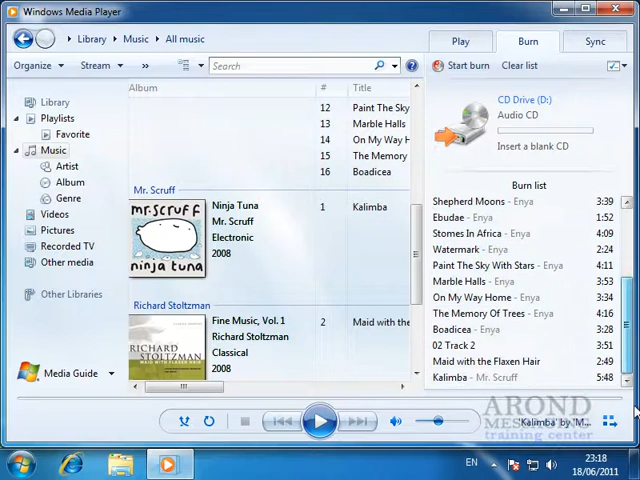 Windows Media Player
Library ▸ Music ▸ All music
Play
Burn
Sync
Organize
Stream
»
Search
Start burn
Clear list
Album
#
Title
Library
Playlists
Favorite
Music
Artist
Album
Genre
Videos
Pictures
Recorded TV
Other media
Other Libraries
Media Guide
12 Paint The Sky
13 Marble Halls
14 On My Way H
15 The Memory
16 Boadicea
Mr. Scruff
mr.scruff
ninja tuna
Ninja Tuna
Mr. Scruff
Electronic
2008
1 Kalimba
Richard Stoltzman
RICHARD
STOLTZMAN
Fine Music, Vol. 1
Richard Stoltzman
Classical
2008
2 Maid with the
CD Drive (D:)
Audio CD
Insert a blank CD
Burn list
Shepherd Moons - Enya 3:39
Ebudae - Enya 1:52
Stomes In Africa - Enya 4:09
Watermark - Enya 2:24
Paint The Sky With Stars - Enya 4:11
Marble Halls - Enya 3:53
On My Way Home - Enya 3:34
The Memory Of Trees - Enya 4:16
Boadicea - Enya 3:28
02 Track 2 3:51
Maid with the Flaxen Hair 2:49
Kalimba - Mr. Scruff 5:48
AROND
training center
'Kalimba' by 'M...
EN
23:18
18/06/2011